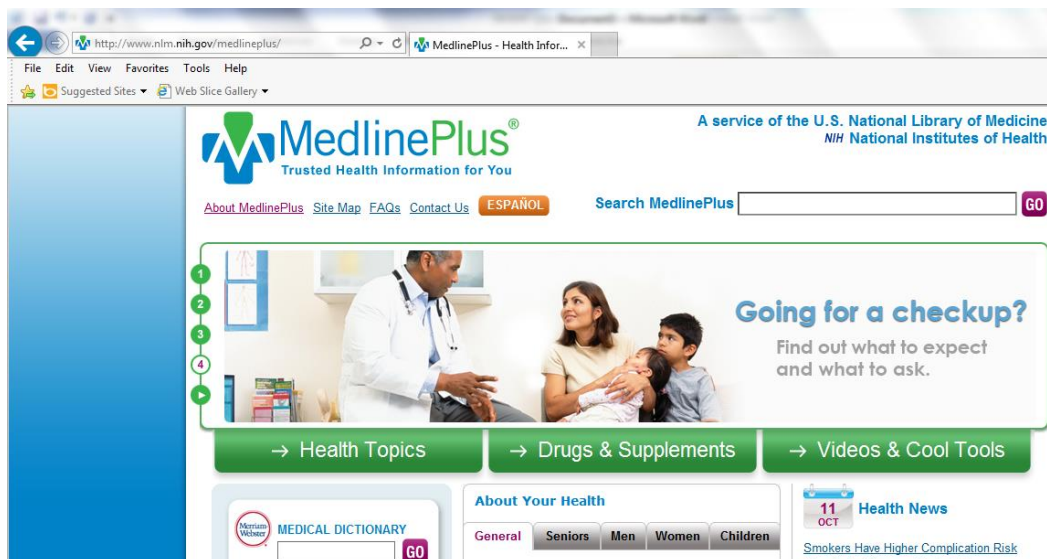 http://www.nlm.nih.gov/medlineplus/
MedlinePlus - Health Infor...
File Edit View Favorites Tools Help
Suggested Sites
Web Slice Gallery
MedlinePlus®
Trusted Health Information for You
A service of the U.S. National Library of Medicine
NIH National Institutes of Health
About MedlinePlus Site Map FAQs Contact Us ESPAÑOL
Search MedlinePlus GO
1
2
3
4
Going for a checkup?
Find out what to expect
and what to ask.
→ Health Topics
→ Drugs & Supplements
→ Videos & Cool Tools
Merriam-
Webster
MEDICAL DICTIONARY
GO
About Your Health
General Seniors Men Women Children
11
OCT
Health News
Smokers Have Higher Complication Risk